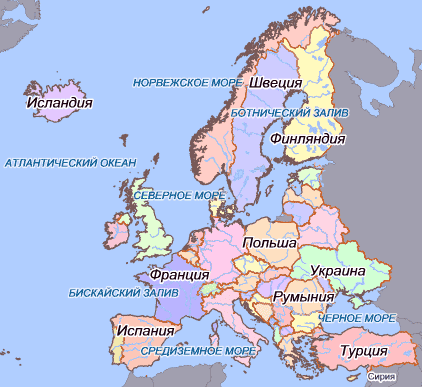 НОРВЕЖСКОЕ МОРЕ
Швеция
Исландия
БОТНИЧЕСКИЙ ЗАЛИВ
Финляндия
АТЛАНТИЧЕСКИЙ ОКЕАН
СЕВЕРНОЕ МОРЕ
Польша
Франция
Украина
БИСКАЙСКИЙ ЗАЛИВ
Румыния
ЧЕРНОЕ МОРЕ
Испания
СРЕДИЗЕМНОЕ МОРЕ
Турция
Сирия